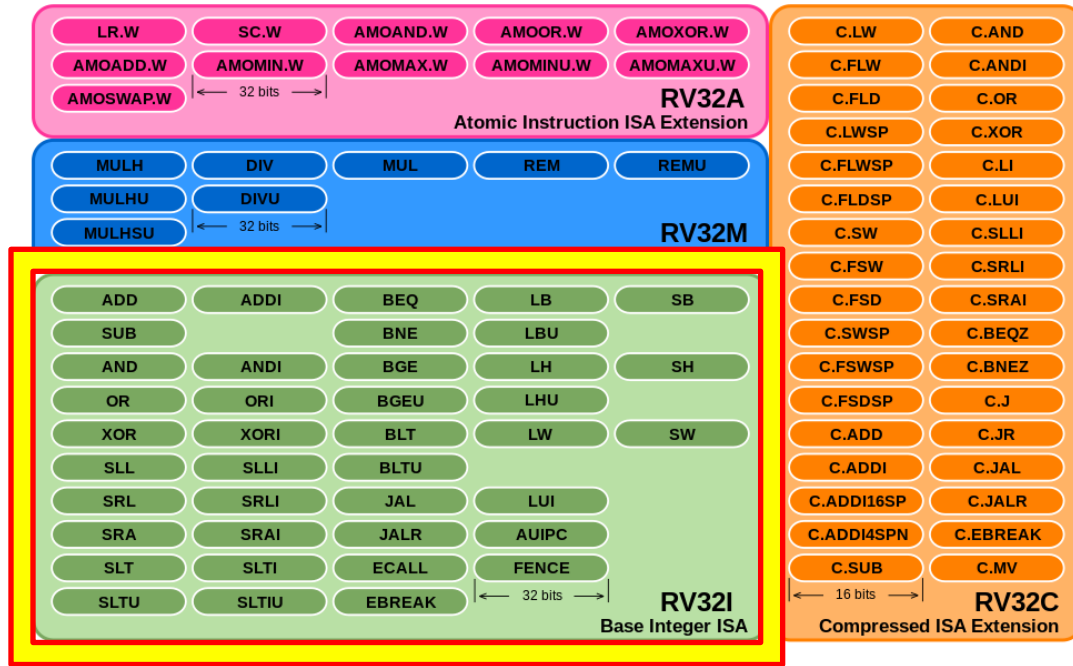 LR.W SC.W AMOAND.W AMOOR.W AMOXOR.W
AMOADD.W AMOMIN.W AMOMAX.W AMOMINU.W AMOMAXU.W
AMOSWAP.W 32 bits RV32A
Atomic Instruction ISA Extension
MULH DIV MUL REM REMU
MULHU DIVU
MULHSU 32 bits RV32M
ADD ADDI BEQ LB SB
SUB BNE LBU
AND ANDI BGE LH SH
OR ORI BGEU LHU
XOR XORI BLT LW SW
SLL SLLI BLTU
SRL SRLI JAL LUI
SRA SRAI JALR AUIPC
SLT SLTI ECALL FENCE
SLTU SLTIU EBREAK 32 bits RV32I
Base Integer ISA
C.LW C.AND
C.FLW C.ANDI
C.FLD C.OR
C.LWSP C.XOR
C.FLWSP C.LI
C.FLDSP C.LUI
C.SW C.SLLI
C.FSW C.SRLI
C.FSD C.SRAI
C.SWSP C.BEQZ
C.FSWSP C.BNEZ
C.FSDSP C.J
C.ADD C.JR
C.ADDI C.JAL
C.ADDI16SP C.JALR
C.ADDI4SPN C.EBREAK
C.SUB C.MV
16 bits RV32C
Compressed ISA Extension